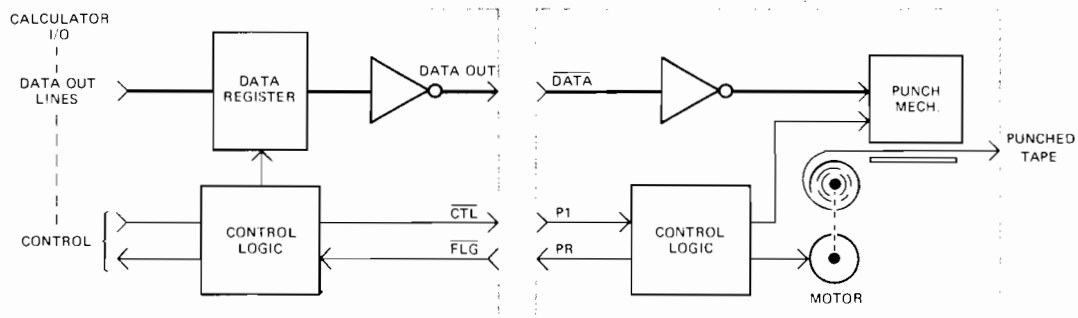 CALCULATOR
I/O
DATA OUT
LINES
CONTROL
DATA
REGISTER
CONTROL
LOGIC
DATA OUT
CTL
FLG
DATA
P1
PR
CONTROL
LOGIC
PUNCH
MECH.
PUNCHED
TAPE
MOTOR